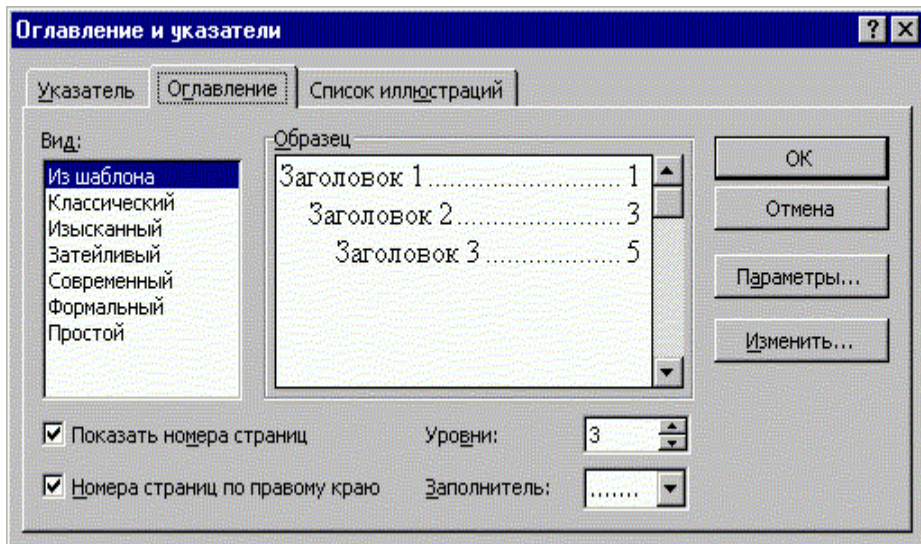 Оглавление и указатели
Указатель Оглавление Список иллюстраций
Вид:
Из шаблона
Классический
Изысканный
Затейливый
Современный
Формальный
Простой
Образец
Заголовок 1.......................... 1
Заголовок 2.................... 3
Заголовок 3................ 5
ОК
Отмена
Параметры...
Изменить...
Показать номера страниц
Уровни: 3
Номера страниц по правому краю
Заполнитель: .......